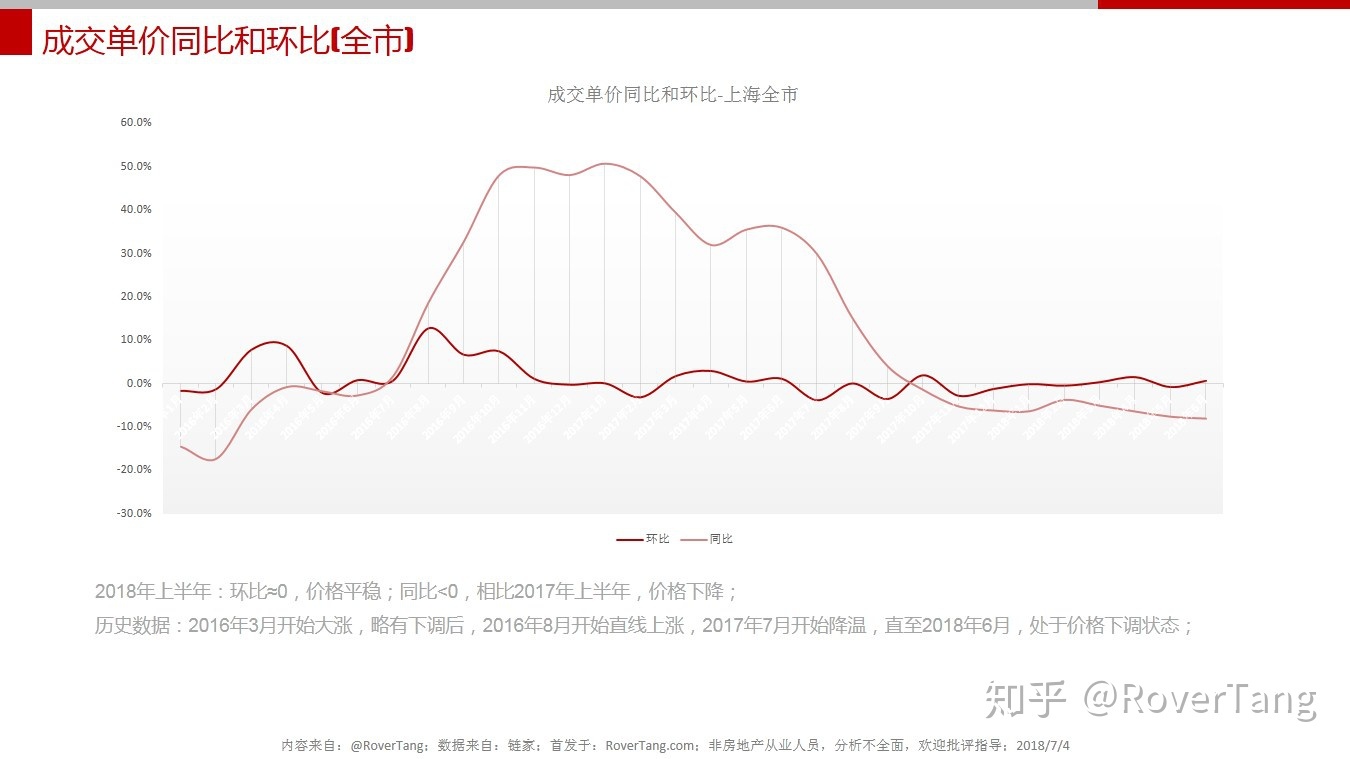 成交单价同比和环比(全市)
成交单价同比和环比-上海全市
60.0%
50.0%
40.0%
30.0%
20.0%
10.0%
0.0%
-10.0%
-20.0%
-30.0%
环比 同比
2018年上半年：环比≈0，价格平稳；同比<0，相比2017年上半年，价格下降；
历史数据：2016年3月开始大涨，略有下调后，2016年8月开始直线上涨，2017年7月开始降温，直至2018年6月，处于价格下调状态；
知乎 @RoverTang
内容来自：@RoverTang；数据来自：链家；首发于：RoverTang.com；非房地产从业人员，分析不全面，欢迎批评指导；2018/7/4